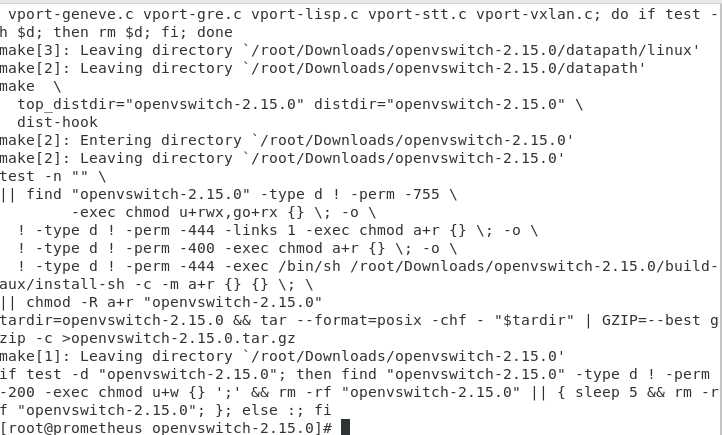 vport-geneve.c vport-gre.c vport-lisp.c vport-stt.c vport-vxlan.c; do if test -
h $d; then rm $d; fi; done
make[3]: Leaving directory `/root/Downloads/openvswitch-2.15.0/datapath/linux'
make[2]: Leaving directory `/root/Downloads/openvswitch-2.15.0/datapath'
make  \
  top_distdir="openvswitch-2.15.0" distdir="openvswitch-2.15.0" \
  dist-hook
make[2]: Entering directory `/root/Downloads/openvswitch-2.15.0'
make[2]: Leaving directory `/root/Downloads/openvswitch-2.15.0'
test -n "" \
|| find "openvswitch-2.15.0" -type d ! -perm -755 \
        -exec chmod u+rwx,go+rx {} \; -o \
  ! -type d ! -perm -444 -links 1 -exec chmod a+r {} \; -o \
  ! -type d ! -perm -400 -exec chmod a+r {} \; -o \
  ! -type d ! -perm -444 -exec /bin/sh /root/Downloads/openvswitch-2.15.0/build-
aux/install-sh -c -m a+r {} {} \; \
|| chmod -R a+r "openvswitch-2.15.0"
tardir=openvswitch-2.15.0 && tar --format=posix -chf - "$tardir" | GZIP=--best g
zip -c >openvswitch-2.15.0.tar.gz
make[1]: Leaving directory `/root/Downloads/openvswitch-2.15.0'
if test -d "openvswitch-2.15.0"; then find "openvswitch-2.15.0" -type d ! -perm 
-200 -exec chmod u+w {} ';' && rm -rf "openvswitch-2.15.0" || { sleep 5 && rm -r
f "openvswitch-2.15.0"; }; else :; fi
[root@prometheus openvswitch-2.15.0]#